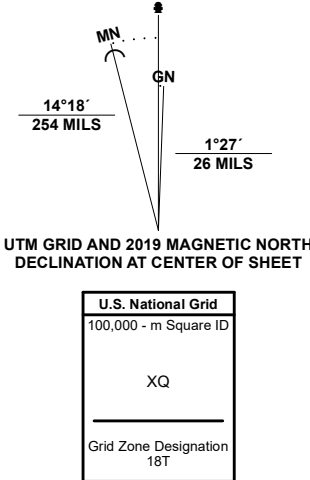 MN
GN
14°18´
254 MILS
1°27´
26 MILS
UTM GRID AND 2019 MAGNETIC NORTH
DECLINATION AT CENTER OF SHEET
U.S. National Grid
100,000 - m Square ID
XQ
Grid Zone Designation
18T